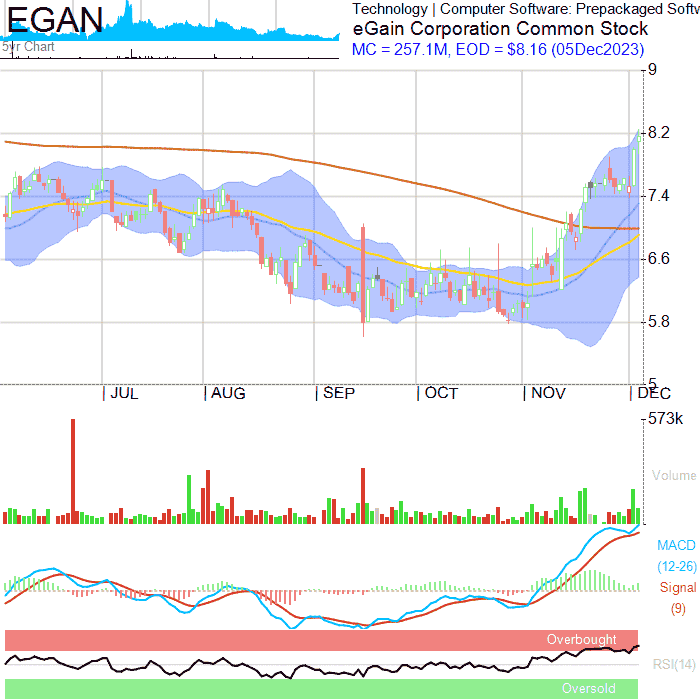 EGAN
5yr Chart
Technology | Computer Software: Prepackaged Softw
eGain Corporation Common Stock
MC = 257.1M, EOD = $8.16 (05Dec2023)
9
8.2
7.4
6.6
5.8
5
JUL
AUG
SEP
OCT
NOV
DEC
573k
Volume
MACD
(12-26)
Signal
(9)
Overbought
RSI(14)
Oversold